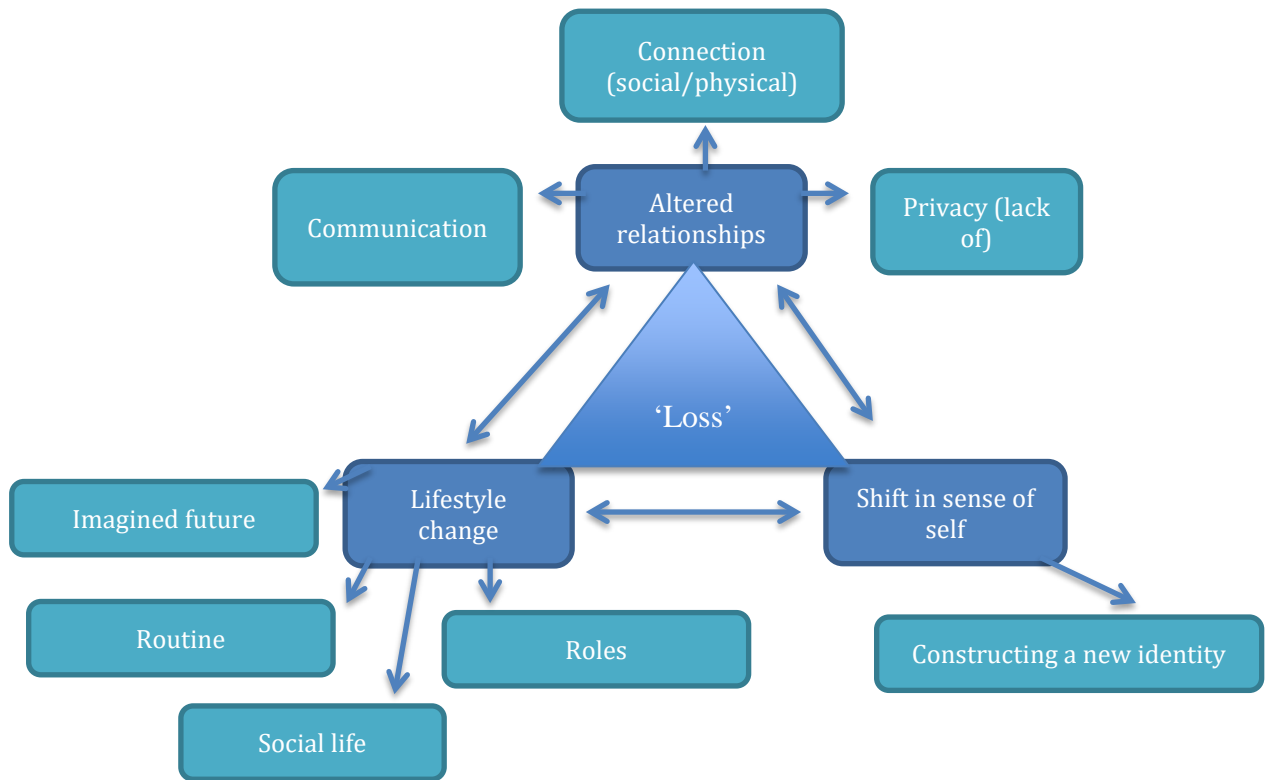 Connection
(social/physical)
Communication
Altered
relationships
Privacy (lack
of)
‘Loss’
Lifestyle
change
Shift in sense of
self
Imagined future
Routine
Roles
Constructing a new identity
Social life